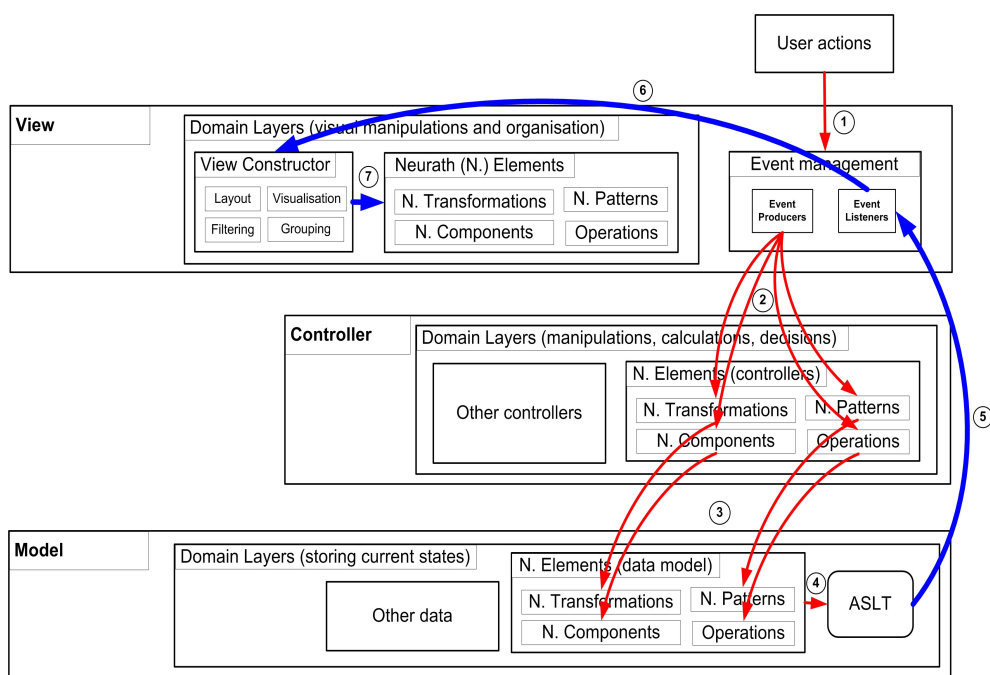 User actions
6
1
View
Domain Layers (visual manipulations and organisation)
View Constructor
Layout
Visualisation
Filtering
Grouping
7
Neurath (N.) Elements
N. Transformations
N. Patterns
N. Components
Operations
Event management
Event
Producers
Event
Listeners
2
Controller
Domain Layers (manipulations, calculations, decisions)
Other controllers
N. Elements (controllers)
N. Transformations
N. Patterns
N. Components
Operations
5
3
Model
Domain Layers (storing current states)
Other data
N. Elements (data model)
N. Transformations
N. Patterns
N. Components
Operations
4
ASLT